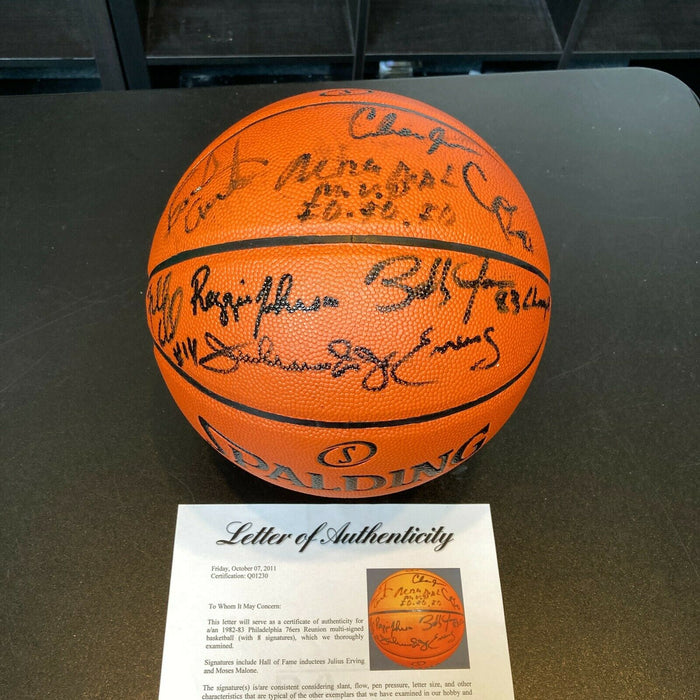 M.V.P.
Reggie Johnson Bobby Jones 83 Champs
#14
Julius "Dr J" Erving
SPALDING
Letter of Authenticity
Friday, October 07, 2011
Certification: Q01230
To Whom It May Concern:
This letter will serve as a certificate of authenticity for
a/an 1982-83 Philadelphia 76ers Reunion multi-signed
basketball (with 8 signatures), which we thoroughly
examined.
Signatures include Hall of Fame inductees Julius Erving
and Moses Malone.
The signature(s) is/are consistent considering slant, flow, pen pressure, letter size and other
characteristics that are typical of the other exemplars that we have examined in our hobby and